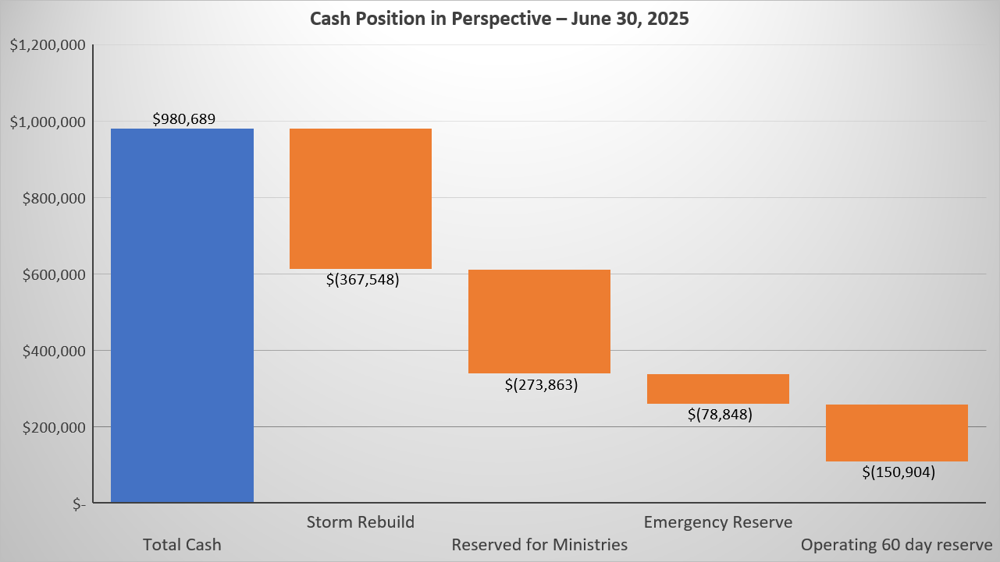 Cash Position in Perspective – June 30, 2025
$1,200,000
$1,000,000
$800,000
$600,000
$400,000
$200,000
$-
$980,689
$(367,548)
$(273,863)
$(78,848)
$(150,904)
Total Cash
Storm Rebuild
Reserved for Ministries
Emergency Reserve
Operating 60 day reserve